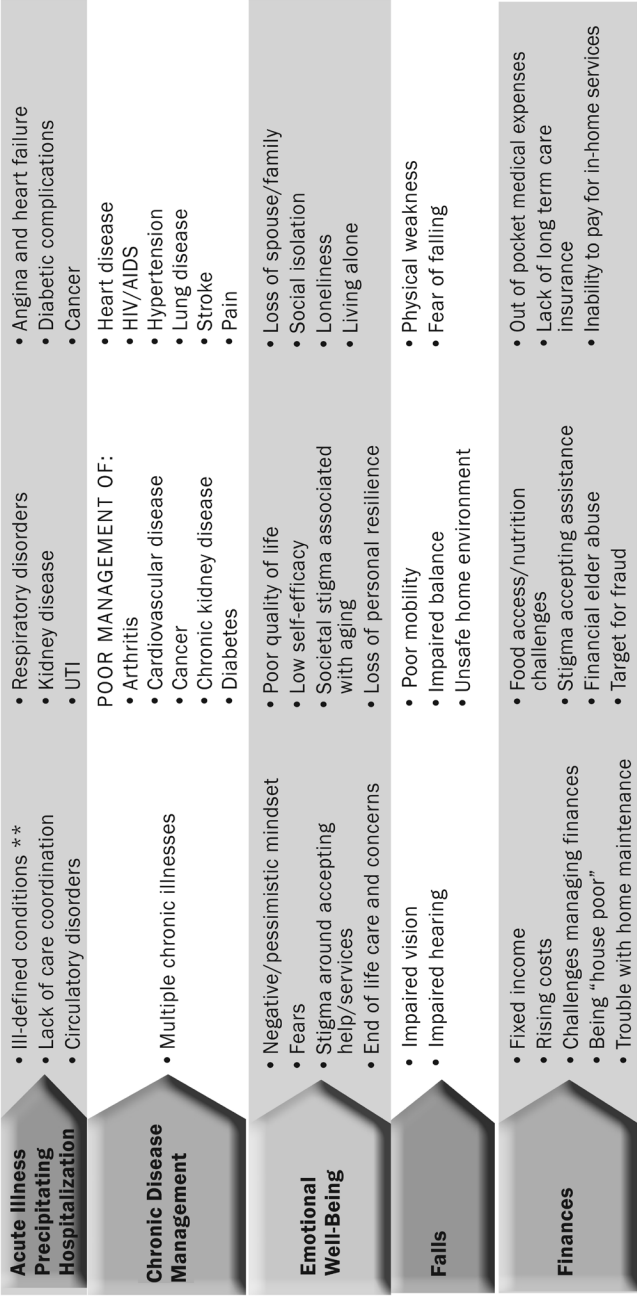 Acute Illness
Precipitating
Hospitalization
• Ill-defined conditions **
• Lack of care coordination
• Circulatory disorders
• Respiratory disorders
• Kidney disease
• UTI
• Angina and heart failure
• Diabetic complications
• Cancer
Chronic Disease
Management
• Multiple chronic illnesses
POOR MANAGEMENT OF:
• Arthritis
• Cardiovascular disease
• Cancer
• Chronic kidney disease
• Diabetes
• Heart disease
• HIV/AIDS
• Hypertension
• Lung disease
• Stroke
• Pain
Emotional
Well-Being
• Negative/pessimistic mindset
• Fears
• Stigma around accepting
help/services
• End of life care and concerns
• Poor quality of life
• Low self-efficacy
• Societal stigma associated
with aging
• Loss of personal resilience
• Loss of spouse/family
• Social isolation
• Loneliness
• Living alone
Falls
• Impaired vision
• Impaired hearing
• Poor mobility
• Impaired balance
• Unsafe home environment
• Physical weakness
• Fear of falling
Finances
• Fixed income
• Rising costs
• Challenges managing finances
• Being “house poor”
• Trouble with home maintenance
• Food access/nutrition
challenges
• Stigma accepting assistance
• Financial elder abuse
• Target for fraud
• Out of pocket medical expenses
• Lack of long term care
insurance
• Inability to pay for in-home services